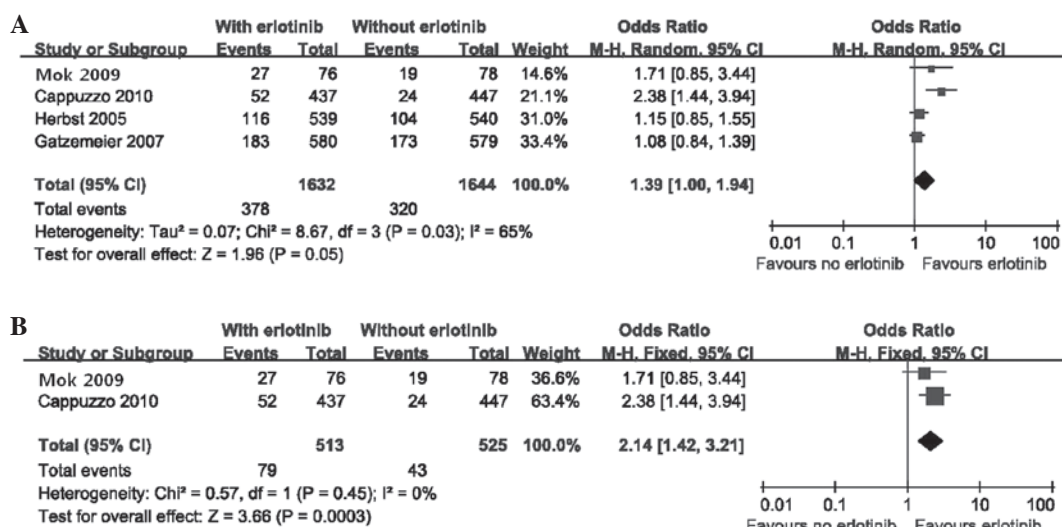 A
With erlotinib Without erlotinib Odds Ratio Odds Ratio
Study or Subgroup Events Total Events Total Weight M-H. Random. 95% CI M-H. Random. 95% CI
Mok 2009 27 76 19 78 14.6% 1.71 [0.85, 3.44]
Cappuzzo 2010 52 437 24 447 21.1% 2.38 [1.44, 3.94]
Herbst 2005 116 539 104 540 31.0% 1.15 [0.85, 1.55]
Gatzemeier 2007 183 580 173 579 33.4% 1.08 [0.84, 1.39]
Total (95% CI) 1632 1644 100.0% 1.39 [1.00, 1.94]
Total events 378 320
Heterogeneity: Tau² = 0.07; Chi² = 8.67, df = 3 (P = 0.03); I² = 65%
Test for overall effect: Z = 1.96 (P = 0.05)
0.01 0.1 1 10 100
Favours no erlotinib Favours erlotinib
B
With erlotinib Without erlotinib Odds Ratio Odds Ratio
Study or Subgroup Events Total Events Total Weight M-H. Fixed. 95% CI M-H. Fixed. 95% CI
Mok 2009 27 76 19 78 36.6% 1.71 [0.85, 3.44]
Cappuzzo 2010 52 437 24 447 63.4% 2.38 [1.44, 3.94]
Total (95% CI) 513 525 100.0% 2.14 [1.42, 3.21]
Total events 79 43
Heterogeneity: Chi² = 0.57, df = 1 (P = 0.45); I² = 0%
Test for overall effect: Z = 3.66 (P = 0.0003)
0.01 0.1 1 10 100
Favours no erlotinib Favours erlotinib